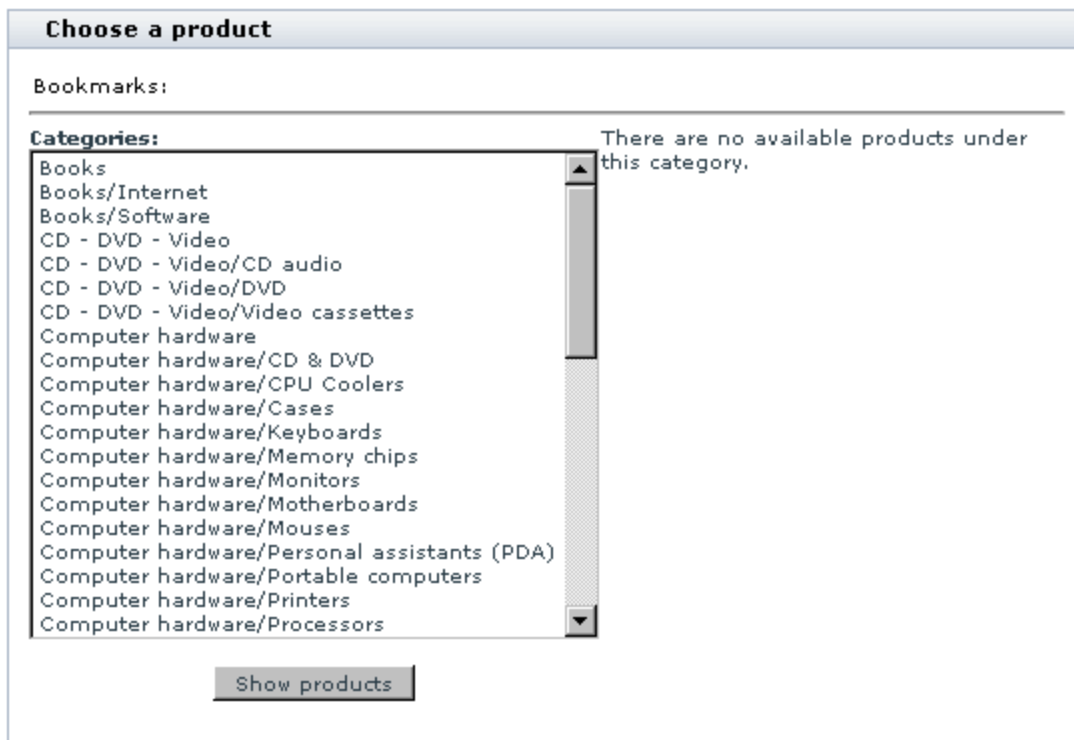 Choose a product
Bookmarks:
Categories:
Books
Books/Internet
Books/Software
CD - DVD - Video
CD - DVD - Video/CD audio
CD - DVD - Video/DVD
CD - DVD - Video/Video cassettes
Computer hardware
Computer hardware/CD & DVD
Computer hardware/CPU Coolers
Computer hardware/Cases
Computer hardware/Keyboards
Computer hardware/Memory chips
Computer hardware/Monitors
Computer hardware/Motherboards
Computer hardware/Mouses
Computer hardware/Personal assistants (PDA)
Computer hardware/Portable computers
Computer hardware/Printers
Computer hardware/Processors
There are no available products under
this category.
Show products